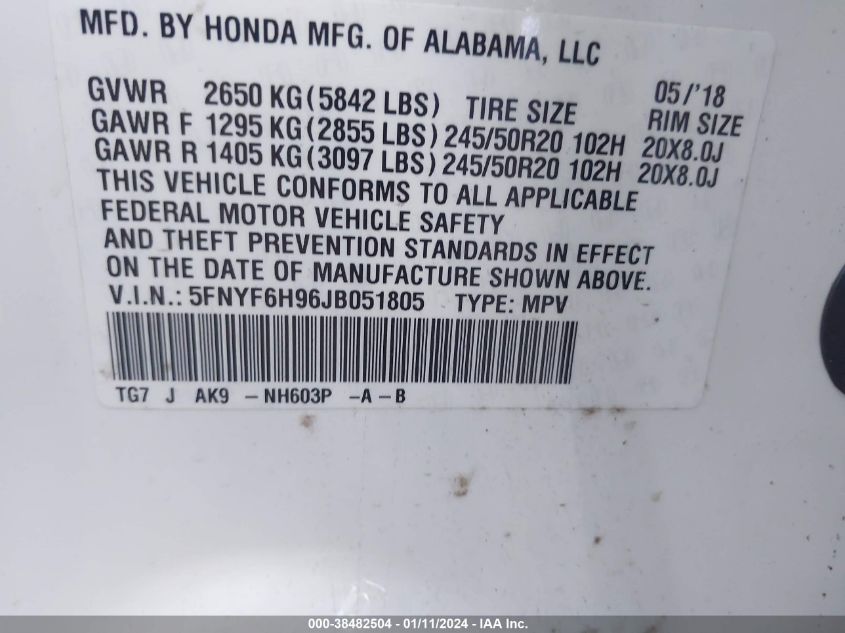 MFD. BY HONDA MFG. OF ALABAMA, LLC
GVWR 2650 KG (5842 LBS) TIRE SIZE 05/'18 RIM SIZE
GAWR F 1295 KG (2855 LBS) 245/50R20 102H 20X8.0J
GAWR R 1405 KG (3097 LBS) 245/50R20 102H 20X8.0J
THIS VEHICLE CONFORMS TO ALL APPLICABLE
FEDERAL MOTOR VEHICLE SAFETY
AND THEFT PREVENTION STANDARDS IN EFFECT
ON THE DATE OF MANUFACTURE SHOWN ABOVE.
V.I.N.: 5FNYF6H96JB051805 TYPE: MPV
TG7 J AK9 -NH603P -A-B
000-38482504 - 01/11/2024 - IAA Inc.